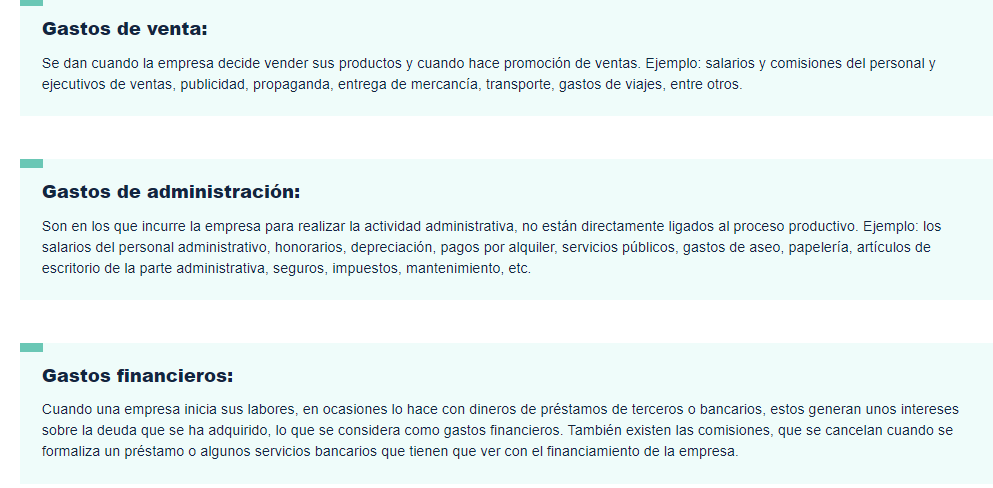 Gastos de venta:
Se dan cuando la empresa decide vender sus productos y cuando hace promoción de ventas. Ejemplo: salarios y comisiones del personal y
ejecutivos de ventas, publicidad, propaganda, entrega de mercancía, transporte, gastos de viajes, entre otros.
Gastos de administración:
Son en los que incurre la empresa para realizar la actividad administrativa, no están directamente ligados al proceso productivo. Ejemplo: los
salarios del personal administrativo, honorarios, depreciación, pagos por alquiler, servicios públicos, gastos de aseo, papelería, artículos de
escritorio de la parte administrativa, seguros, impuestos, mantenimiento, etc.
Gastos financieros:
Cuando una empresa inicia sus labores, en ocasiones lo hace con dineros de préstamos de terceros o bancarios, estos generan unos intereses
sobre la deuda que se ha adquirido, lo que se considera como gastos financieros. También existen las comisiones, que se cancelan cuando se
formaliza un préstamo o algunos servicios bancarios que tienen que ver con el financiamiento de la empresa.